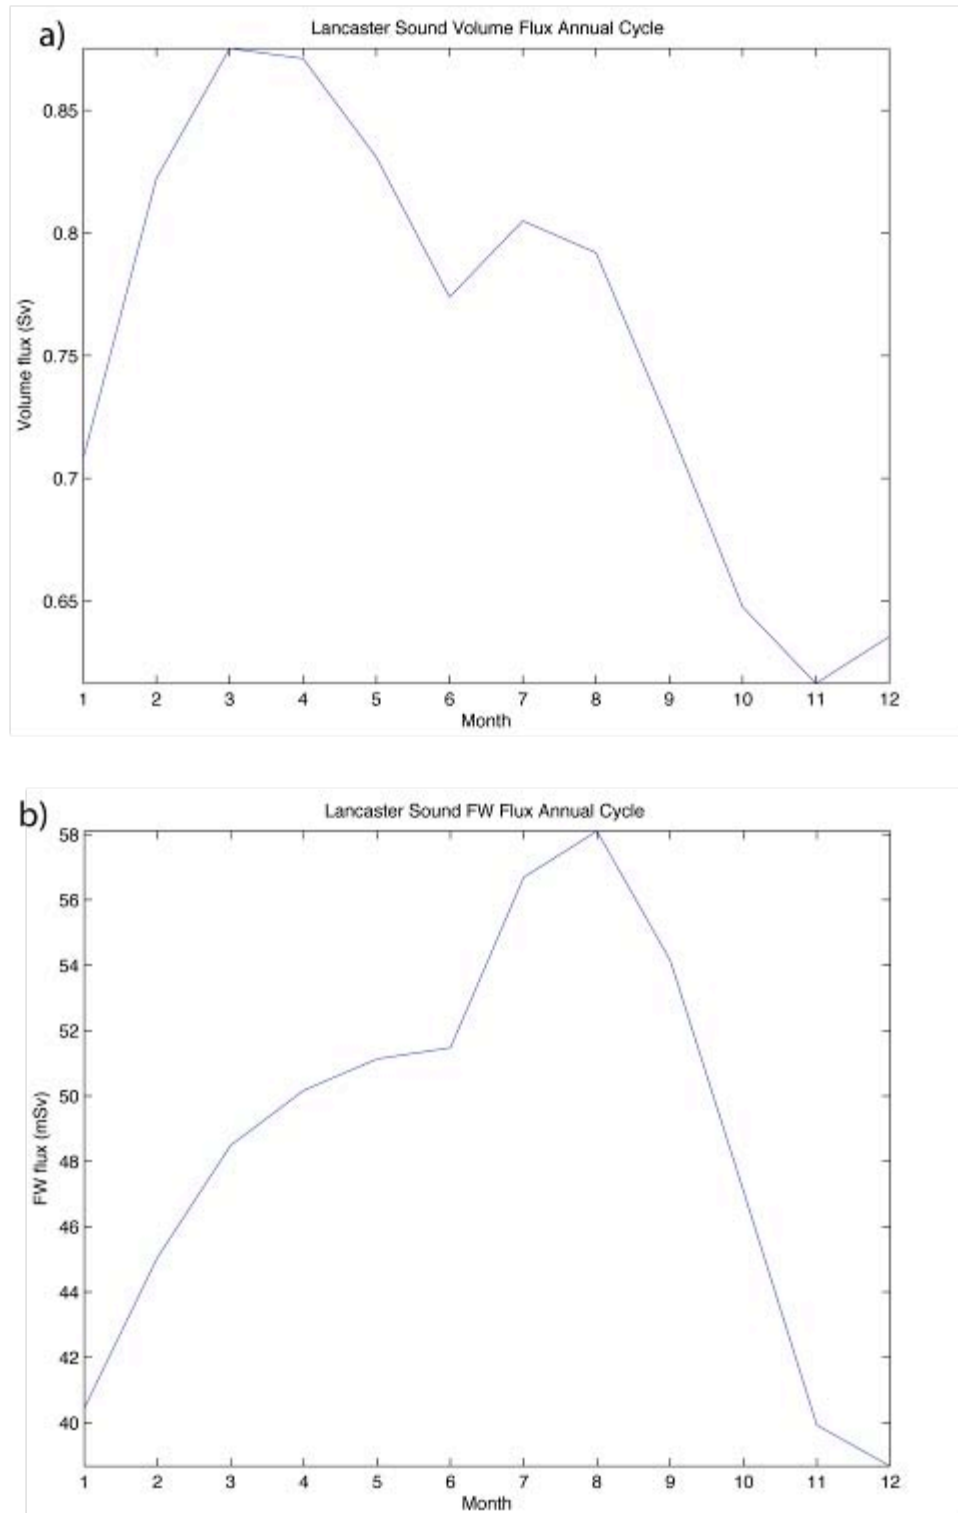 a)
Lancaster Sound Volume Flux Annual Cycle
0.85
0.8
0.75
0.7
0.65
Volume flux (Sv)
1 2 3 4 5 6 7 8 9 10 11 12
Month
b)
Lancaster Sound FW Flux Annual Cycle
58
56
54
52
50
48
46
44
42
40
FW flux (mSv)
1 2 3 4 5 6 7 8 9 10 11 12
Month